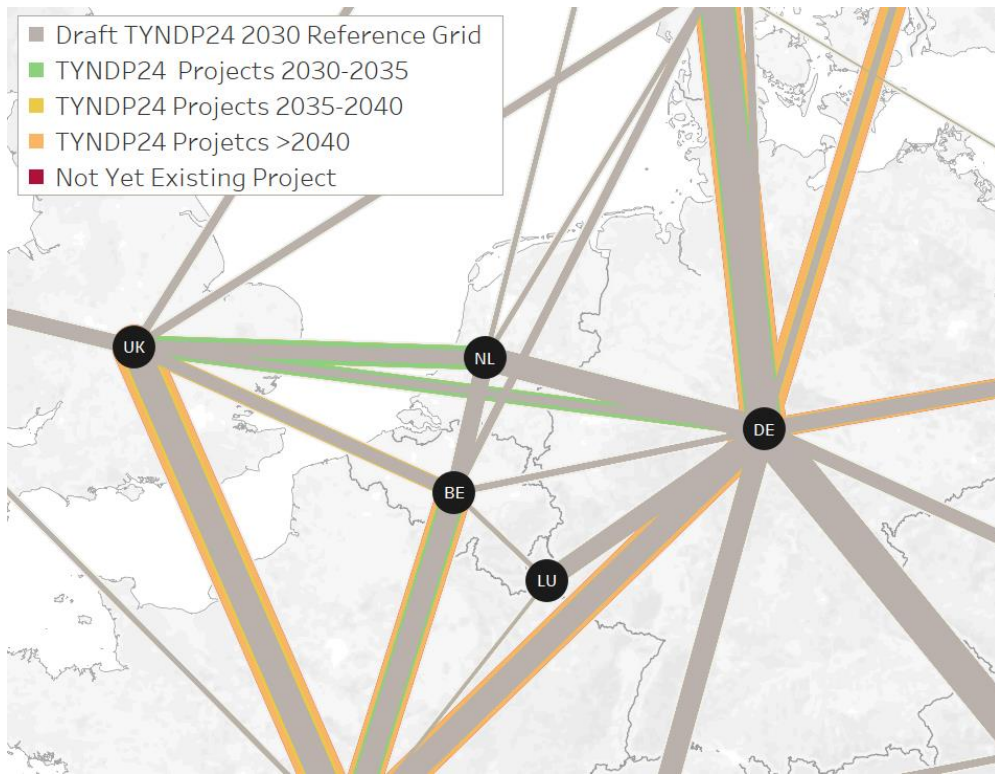 Draft TYNDP24 2030 Reference Grid
TYNDP24 Projects 2030-2035
TYNDP24 Projects 2035-2040
TYNDP24 Projetcs >2040
Not Yet Existing Project
UK
NL
DE
BE
LU